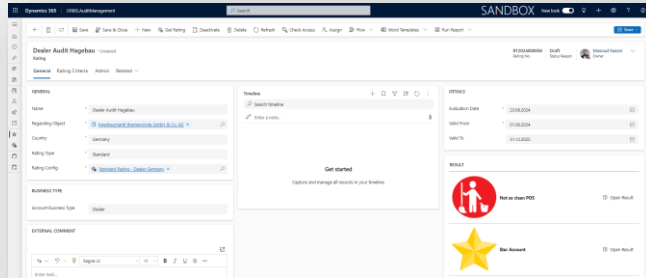 Dynamics 365
ORBIS AuditManagement
Search
SANDBOX
New look
Save
Save & Close
New
Get Rating
Deactivate
Delete
Refresh
Check Access
Assign
Flow
Word Templates
Run Report
Share
Dealer Audit Hagebau - Unsaved
Rating
RT2024000050
Rating No.
Draft
Status Reason
Owner
General
Rating Criteria
Admin
Related
GENERAL
Name * Dealer Audit Hagebau
Regarding Object *
Country * Germany
Rating Type * Standard
Rating Config * Standard Rating - Dealer Germany
BUSINESS TYPE
Account Business Type Dealer
EXTERNAL COMMENT
Segoe UI
B I U S
Enter text...
Timeline
Search timeline
Enter a note...
Get started
Capture and manage all records in your timeline.
DETAILS
Evaluation Date
Valid From * 01.08.2024
Valid To 31.12.2025
RESULT
Not so clean POS
Open Result
Star Account
Open Result